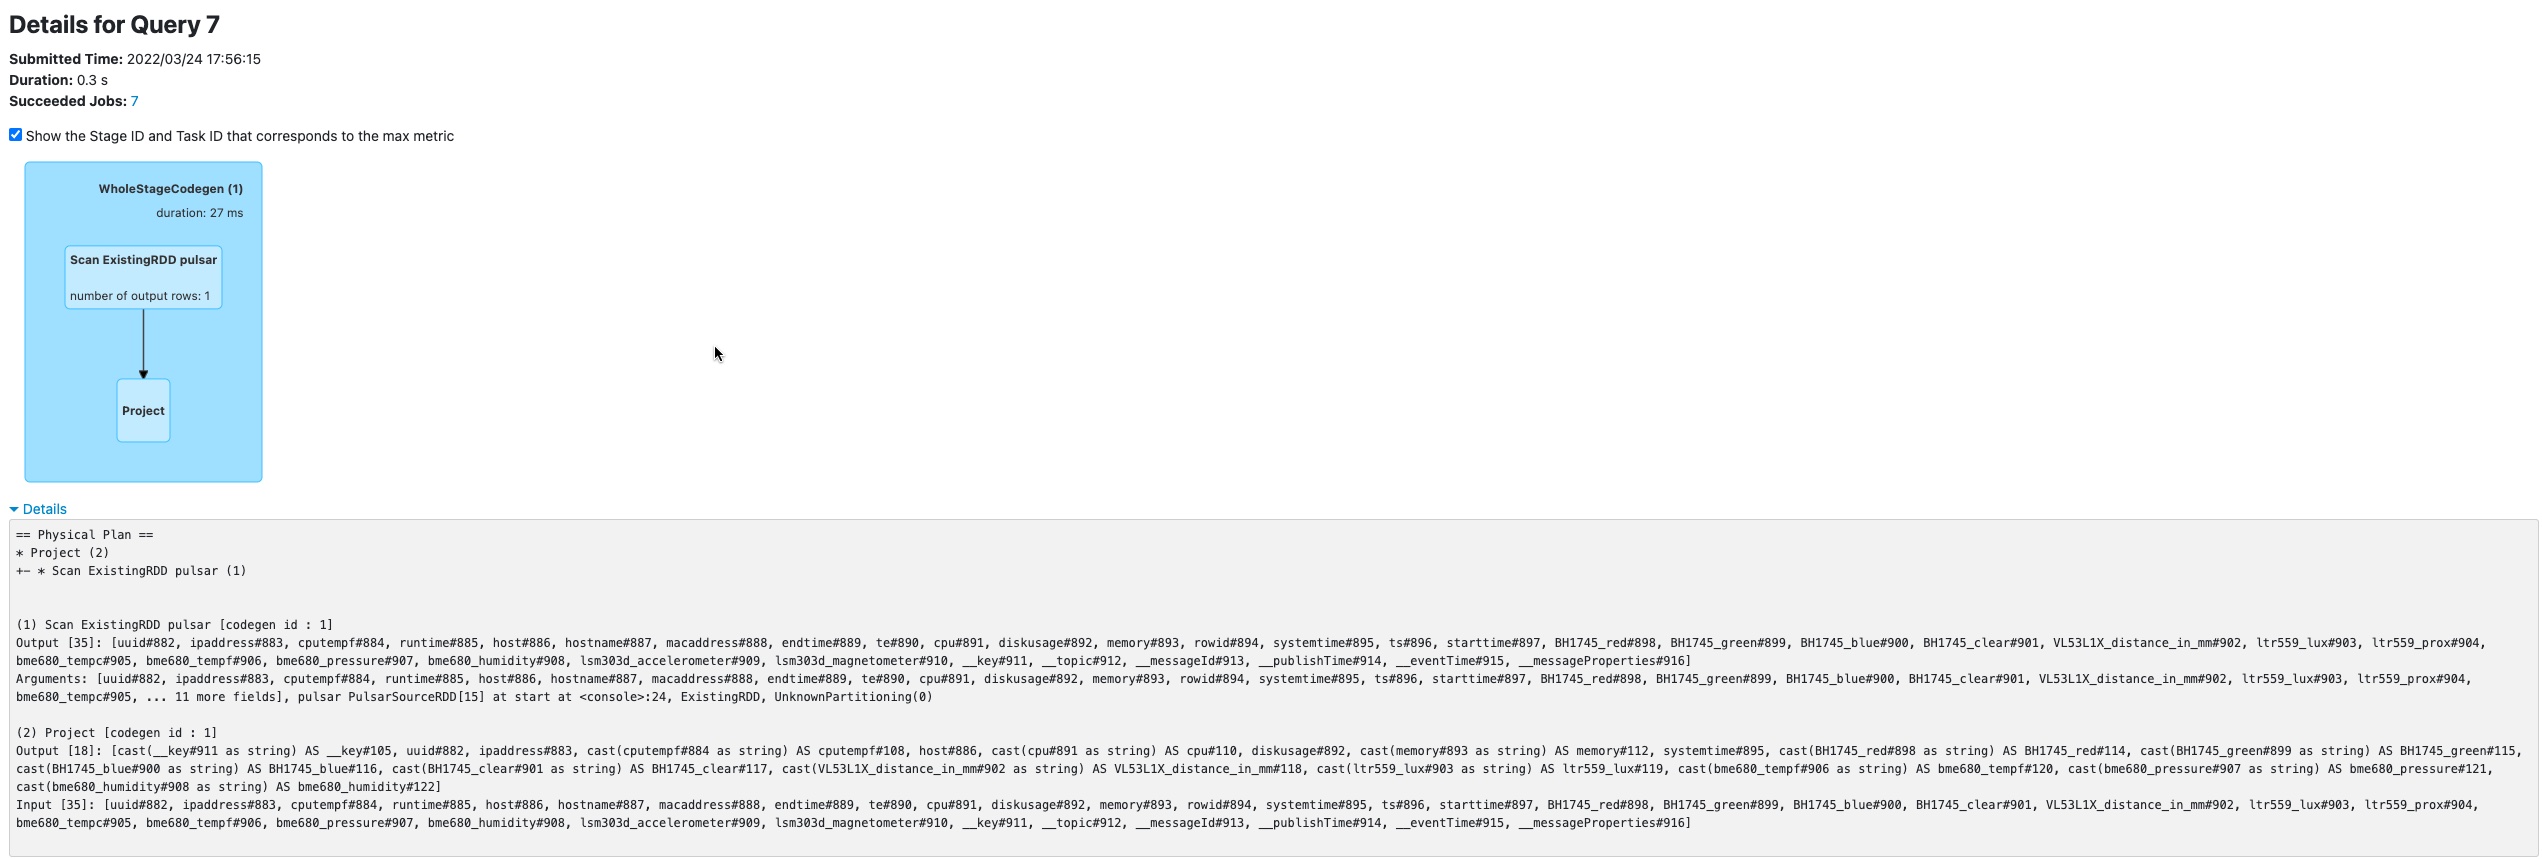 Details for Query 7
Submitted Time: 2022/03/24 17:56:15
Duration: 0.3 s
Succeeded Jobs: 7
Show the Stage ID and Task ID that corresponds to the max metric
WholeStageCodegen (1)
duration: 27 ms
Scan ExistingRDD pulsar
number of output rows: 1
Project
Details
== Physical Plan ==
* Project (2)
+- * Scan ExistingRDD pulsar (1)
(1) Scan ExistingRDD pulsar [codegen id : 1]
Output [35]: [uuid#882, ipaddress#883, cputempf#884, runtime#885, host#886, hostname#887, macaddress#888, endtime#889, te#890, cpu#891, diskusage#892, memory#893, rowid#894, systemtime#895, ts#896, starttime#897, BH1745_red#898, BH1745_green#899, BH1745_blue#900, BH1745_clear#901, VL53L1X_distance_in_mm#902, ltr559_lux#903, ltr559_prox#904,
bme680_tempc#905, bme680_tempf#906, bme680_pressure#907, bme680_humidity#908, lsm303d_accelerometer#909, lsm303d_magnetometer#910, __key#911, __topic#912, __messageId#913, __publishTime#914, __eventTime#915, __messageProperties#916]
Arguments: [uuid#882, ipaddress#883, cputempf#884, runtime#885, host#886, hostname#887, macaddress#888, endtime#889, te#890, cpu#891, diskusage#892, memory#893, rowid#894, systemtime#895, ts#896, starttime#897, BH1745_red#898, BH1745_green#899, BH1745_blue#900, BH1745_clear#901, VL53L1X_distance_in_mm#902, ltr559_lux#903, ltr559_prox#904,
bme680_tempc#905, ... 11 more fields], pulsar PulsarSourceRDD[15] at start at <console>:24, ExistingRDD, UnknownPartitioning(0)
(2) Project [codegen id : 1]
Output [18]: [cast(__key#911 as string) AS __key#105, uuid#882, ipaddress#883, cast(cputempf#884 as string) AS cputempf#108, host#886, cast(cpu#891 as string) AS cpu#110, diskusage#892, cast(memory#893 as string) AS memory#112, systemtime#895, cast(BH1745_red#898 as string) AS BH1745_red#114, cast(BH1745_green#899 as string) AS BH1745_green#115,
cast(BH1745_blue#900 as string) AS BH1745_blue#116, cast(BH1745_clear#901 as string) AS BH1745_clear#117, cast(VL53L1X_distance_in_mm#902 as string) AS VL53L1X_distance_in_mm#118, cast(ltr559_lux#903 as string) AS ltr559_lux#119, cast(bme680_tempf#906 as string) AS bme680_tempf#120, cast(bme680_pressure#907 as string) AS bme680_pressure#121,
cast(bme680_humidity#908 as string) AS bme680_humidity#122]
Input [35]: [uuid#882, ipaddress#883, cputempf#884, runtime#885, host#886, hostname#887, macaddress#888, endtime#889, te#890, cpu#891, diskusage#892, memory#893, rowid#894, systemtime#895, ts#896, starttime#897, BH1745_red#898, BH1745_green#899, BH1745_blue#900, BH1745_clear#901, VL53L1X_distance_in_mm#902, ltr559_lux#903, ltr559_prox#904,
bme680_tempc#905, bme680_tempf#906, bme680_pressure#907, bme680_humidity#908, lsm303d_accelerometer#909, lsm303d_magnetometer#910, __key#911, __topic#912, __messageId#913, __publishTime#914, __eventTime#915, __messageProperties#916]